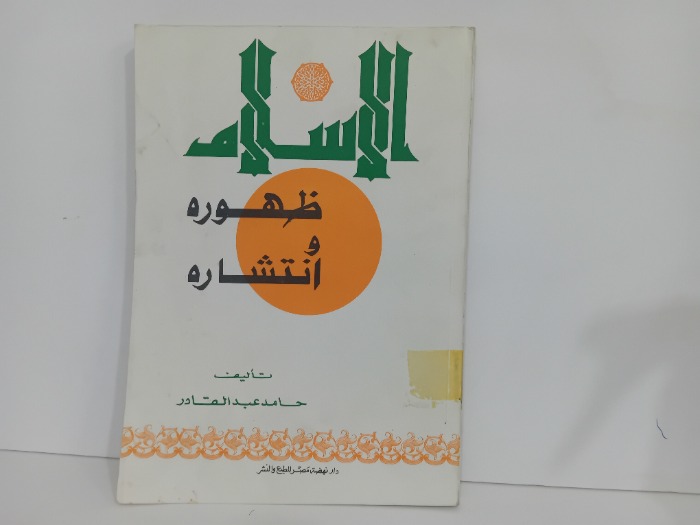 الإسلام
ظهوره
و
انتشاره
تأليف
حامد عبد القادر
دار نهضة مصر للطبع والنشر